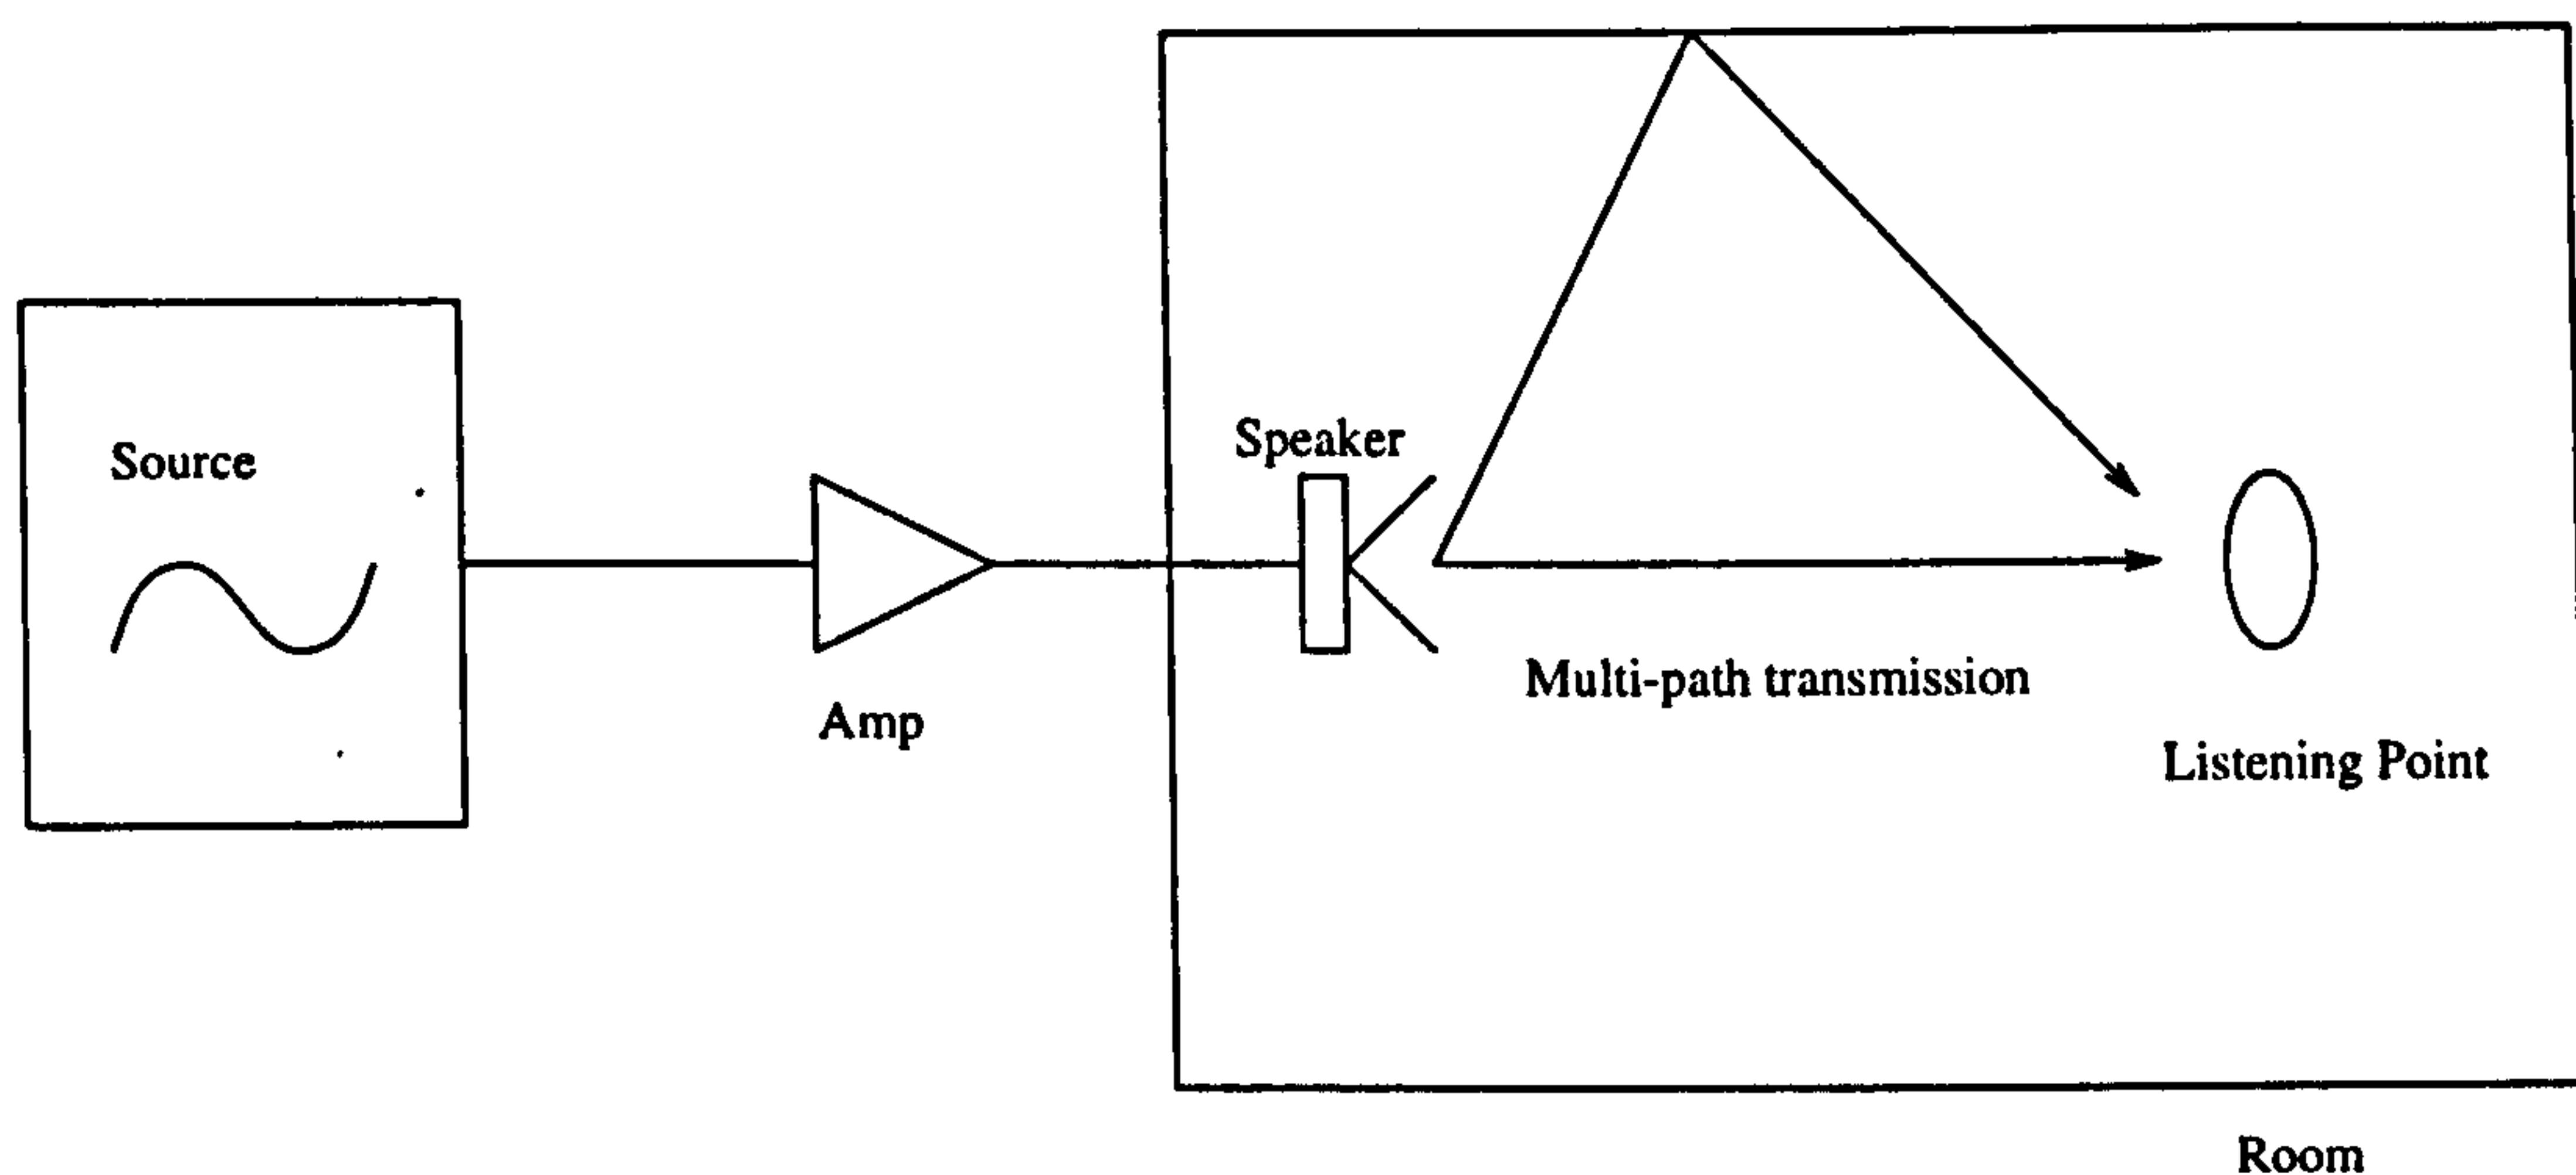 Source
Speaker
Amp
Multi-path transmission
Listening Point
Room